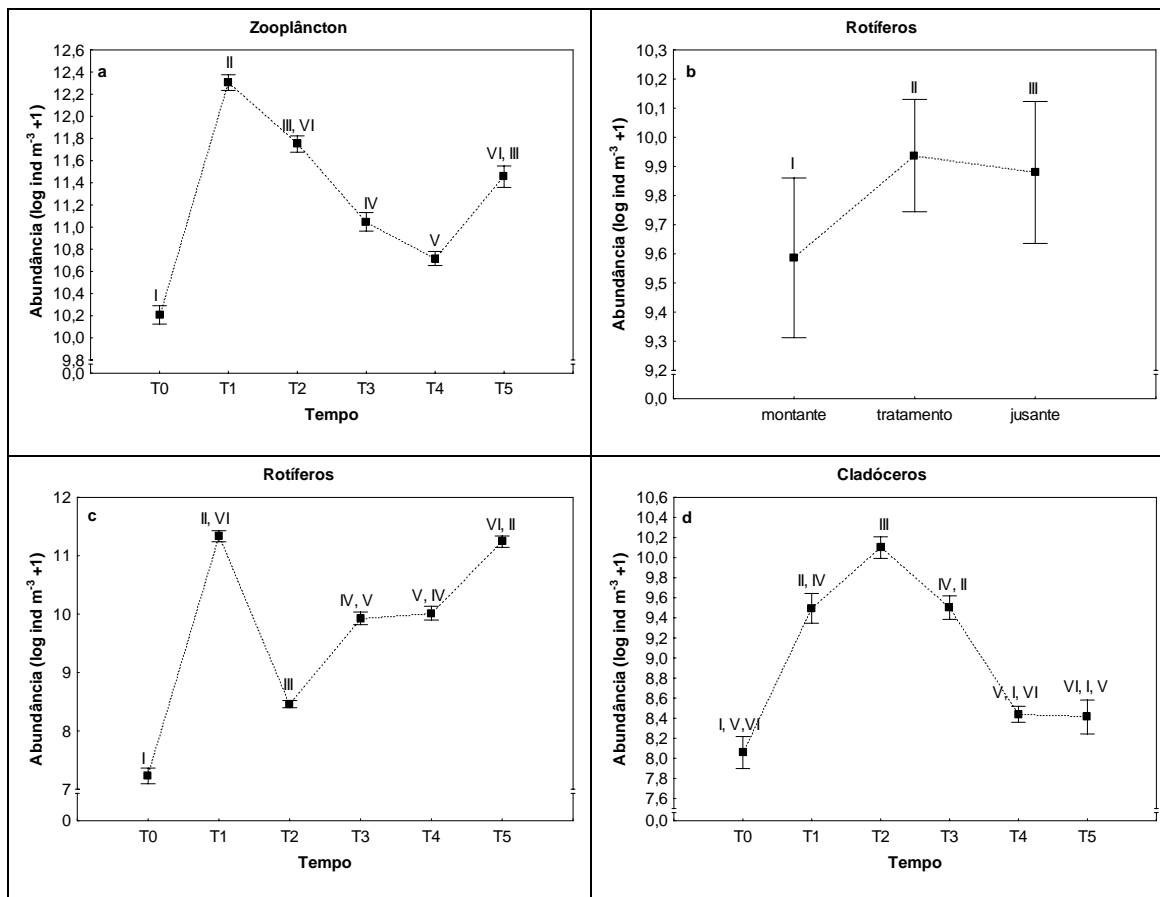 Zooplâncton
a
Abundância (log ind m⁻³ +1)
12,6
12,4
12,2
12,0
11,8
11,6
11,4
11,2
11,0
10,8
10,6
10,4
10,2
10,0
9,8
0,0
I
II
III, VI
IV
V
VI, III
T0 T1 T2 T3 T4 T5
Tempo
Rotíferos
b
Abundância (log ind m⁻³ +1)
10,3
10,2
10,1
10,0
9,9
9,8
9,7
9,6
9,5
9,4
9,3
9,2
0,0
I
II
III
montante tratamento jusante
Rotíferos
c
Abundância (log ind m⁻³ +1)
12
11
10
9
8
7
0
I
II, VI
III
IV, V
V, IV
VI, II
T0 T1 T2 T3 T4 T5
Tempo
Cladóceros
d
Abundância (log ind m⁻³ +1)
10,6
10,4
10,2
10,0
9,8
9,6
9,4
9,2
9,0
8,8
8,6
8,4
8,2
8,0
7,8
7,6
0,0
I, V ,VI
II, IV
III
IV, II
V, I, VI
VI, I, V
T0 T1 T2 T3 T4 T5
Tempo